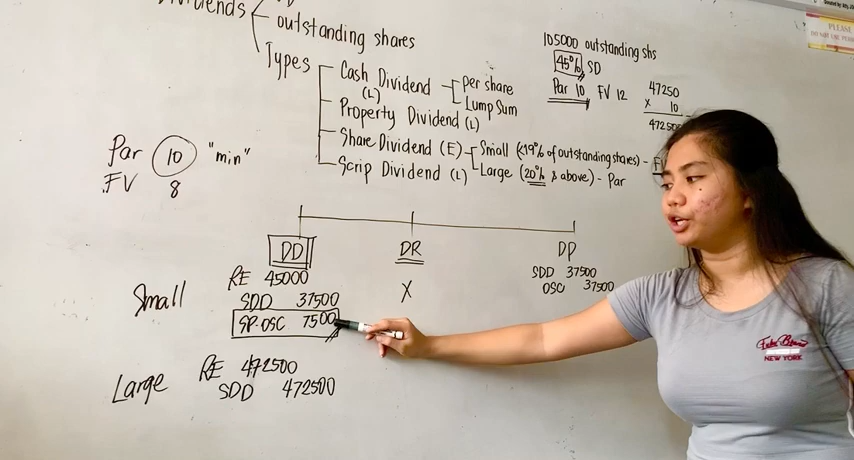 outstanding shares
Types
Cash Dividend
(L)
Per share
Lump Sum
Property Dividend (L)
Share Dividend (E)
Small (<19% of outstanding shares) -
Large (20% & above) - Par
Scrip Dividend (L)
105000 outstanding shs
45% SD
Par 10 FV 12
47250
x 10
472500
PLEASE
Par 10 "min"
FV 8
DD DR DP
Small
RE 45000
SDD 37500
SP-OSC 7500
X
SDD 37500
OSC 37500
Large
RE 472500
SDD 472500
NEW YORK